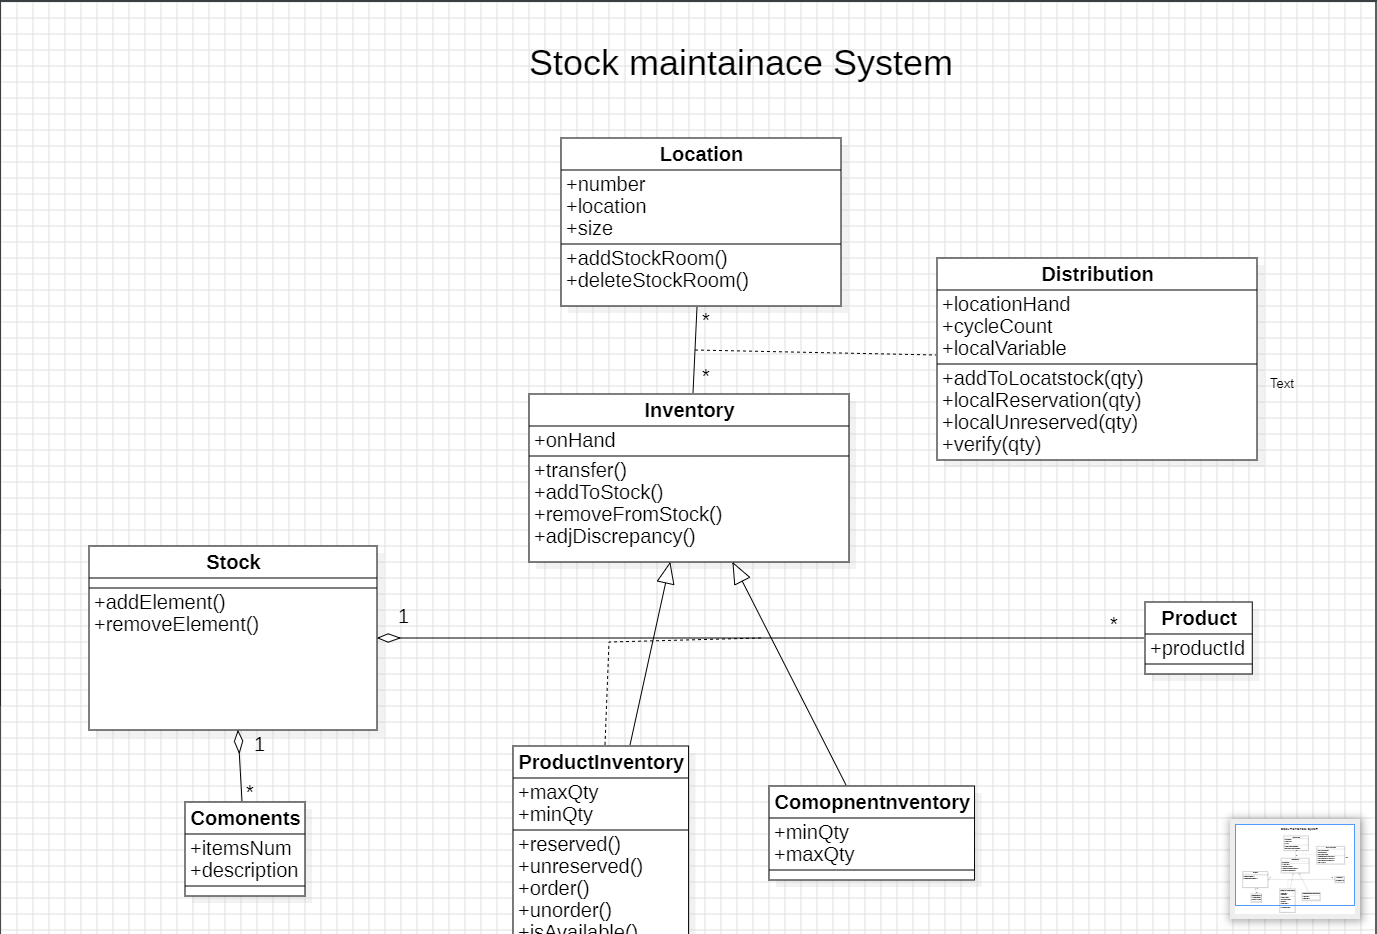 Stock maintainace System
Location
+number
+location
+size
+addStockRoom()
+deleteStockRoom()
*
*
Distribution
+locationHand
+cycleCount
+localVariable
+addToLocatstock(qty)
+localReservation(qty)
+localUnreserved(qty)
+verify(qty)
Text
Inventory
+onHand
+transfer()
+addToStock()
+removeFromStock()
+adjDiscrepancy()
Stock
+addElement()
+removeElement()
1
*
Product
+productId
1
*
Comonents
+itemsNum
+description
ProductInventory
+maxQty
+minQty
+reserved()
+unreserved()
+order()
+unorder()
+isAvailable()
Comopnentnventory
+minQty
+maxQty